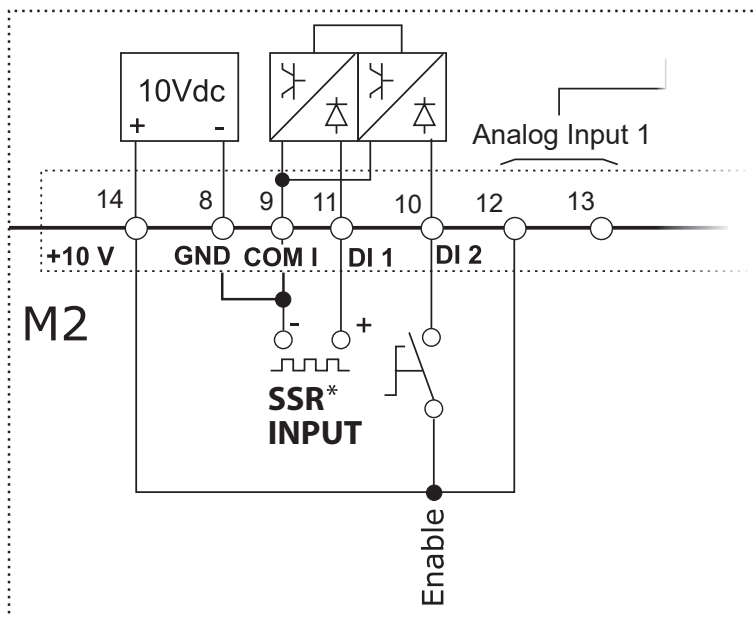 10Vdc
+ -
Analog Input 1
14 8 9 11 10 12 13
+10 V GND COM I DI 1 DI 2
M2
- +
SSR*
INPUT
Enable